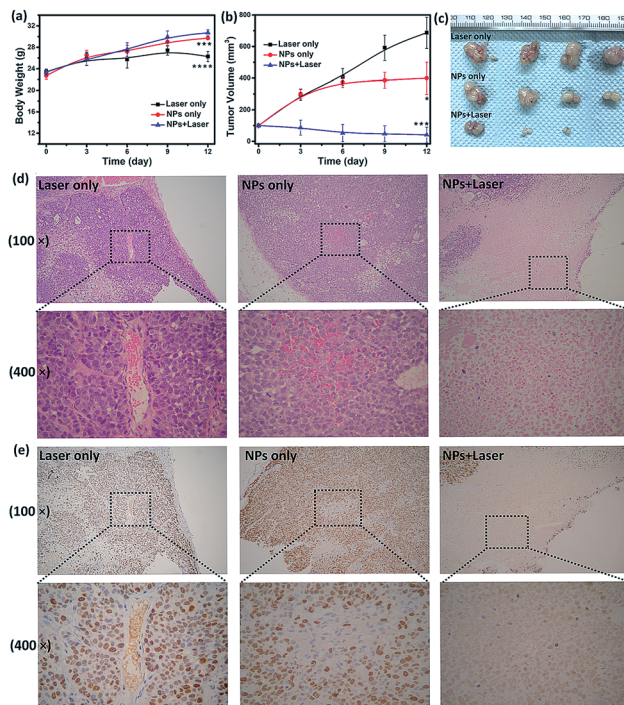 (a)
Body Weight (g)
32
28
24
20
16
12
***
****
Laser only
NPs only
NPs+Laser
0 3 6 9 12
Time (day)
(b)
Tumor Volume (mm³)
800
600
400
200
0
Laser only
NPs only
NPs+Laser
*
***
0 3 6 9 12
Time (day)
(c)
110 120 130 140 150 160 170 180
Laser only
NPs only
NPs+Laser
(d)
Laser only NPs only NPs+Laser
(100 ×)
(400 ×)
(e)
Laser only NPs only NPs+Laser
(100 ×)
(400 ×)